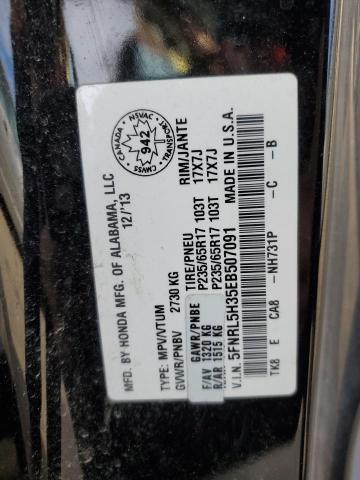 MFD. BY HONDA MFG. OF ALABAMA, LLC
12/'13
CANADA NSVAC TRANSPORT CMVSS
942
TYPE: MPV/VTUM
GVWR/PNBV 2730 KG
GAWR/PNBE TIRE/PNEU RIM/JANTE
F/AV 1320 KG P235/65R17 103T 17X7J
R/AR 1515 KG P235/65R17 103T 17X7J
V.I.N. 5FNRL5H35EB507091 MADE IN U.S.A.
TK8 E CA8 -NH731P -C -B